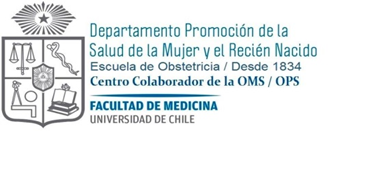 Departamento Promoción de la
Salud de la Mujer y el Recién Nacido
Escuela de Obstetricia / Desde 1834
Centro Colaborador de la OMS / OPS
FACULTAD DE MEDICINA
UNIVERSIDAD DE CHILE